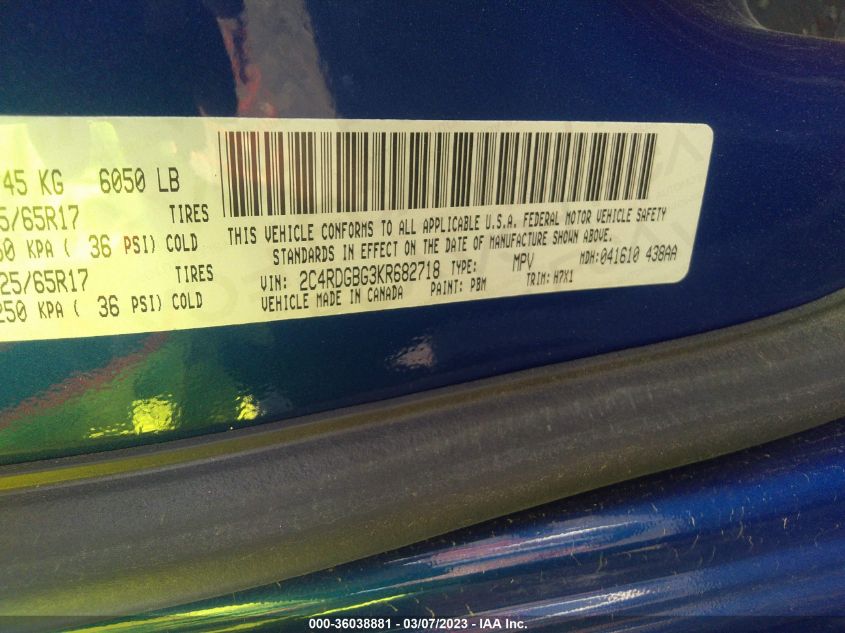 45 KG 6050 LB
5/65R17 TIRES
50 KPA ( 36 PSI) COLD
25/65R17 TIRES
250 KPA ( 36 PSI) COLD
THIS VEHICLE CONFORMS TO ALL APPLICABLE U.S.A. FEDERAL MOTOR VEHICLE SAFETY
STANDARDS IN EFFECT ON THE DATE OF MANUFACTURE SHOWN ABOVE.
VIN: 2C4RDGBG3KR682718 TYPE: MPV MDH:041610 438AA
VEHICLE MADE IN CANADA PAINT: PBM TRIM: H7X1
000-36038881 - 03/07/2023 - IAA Inc.